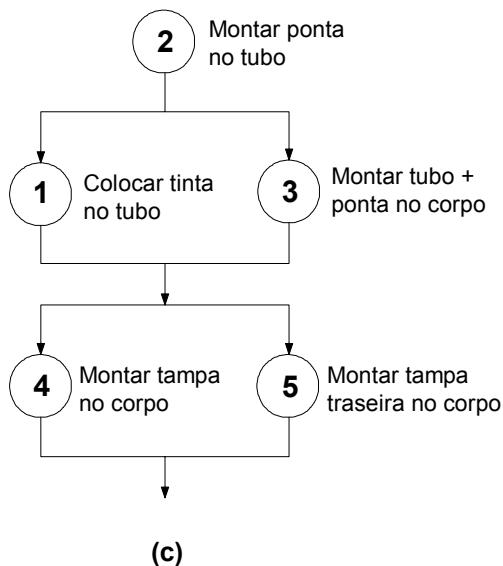 2
Montar ponta
no tubo
1
Colocar tinta
no tubo
3
Montar tubo +
ponta no corpo
4
Montar tampa
no corpo
5
Montar tampa
traseira no corpo
(c)